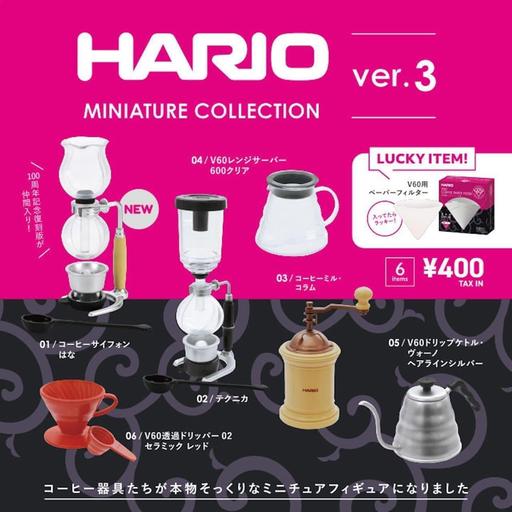 HARIO
ver.3
MINIATURE COLLECTION
04/V60レンジサーバー
600クリア
LUCKY ITEM!
V60用
ペーパーフィルター
入ってたら
ラッキー!
HARIO
100周年記念復刻版が
仲間入り!
NEW
03/コーヒーミル・
コラム
6
items
¥400
TAX IN
01/コーヒーサイフォン
はな
02/テクニカ
HARIO
05/V60ドリップケトル・
ヴォーノ
ヘアラインシルバー
06/V60透過ドリッパー 02
セラミック レッド
コーヒー器具たちが本物そっくりなミニチュアフィギュアになりました